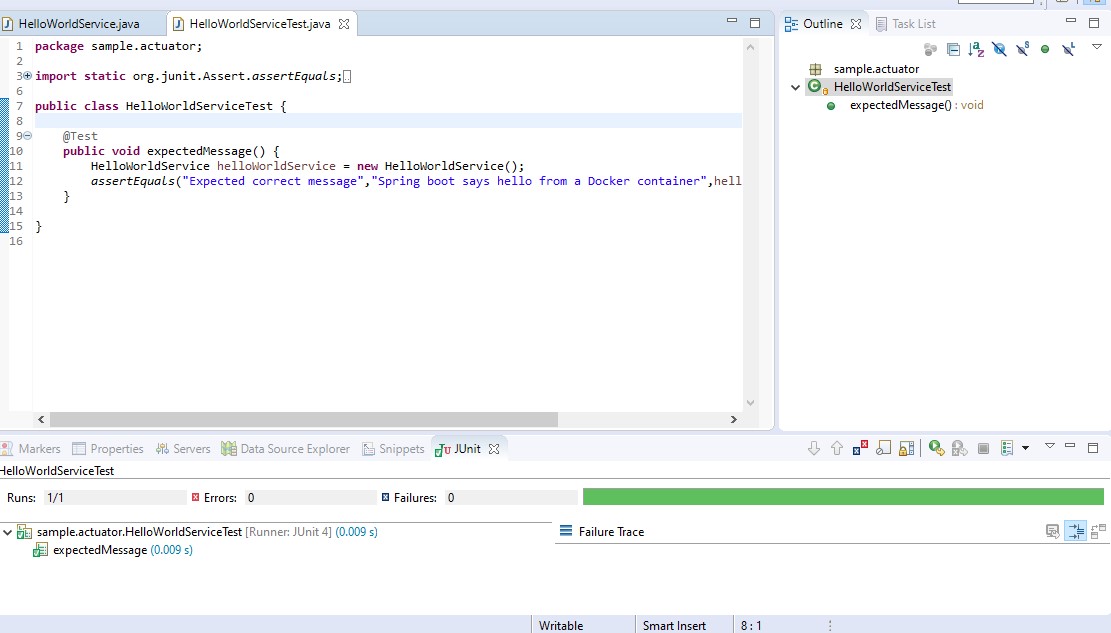 HelloWorldService.java
HelloWorldServiceTest.java
Outline
Task List
1 package sample.actuator;
2
3 import static org.junit.Assert.assertEquals;
6
7 public class HelloWorldServiceTest {
8
9 @Test
10 public void expectedMessage() {
11 HelloWorldService helloWorldService = new HelloWorldService();
12 assertEquals("Expected correct message","Spring boot says hello from a Docker container",hell
13 }
14
15 }
16
sample.actuator
HelloWorldServiceTest
expectedMessage() : void
Markers
Properties
Servers
Data Source Explorer
Snippets
JUnit
HelloWorldServiceTest
Runs: 1/1
Errors: 0
Failures: 0
sample.actuator.HelloWorldServiceTest [Runner: JUnit 4] (0.009 s)
expectedMessage (0.009 s)
Failure Trace
Writable
Smart Insert
8 : 1